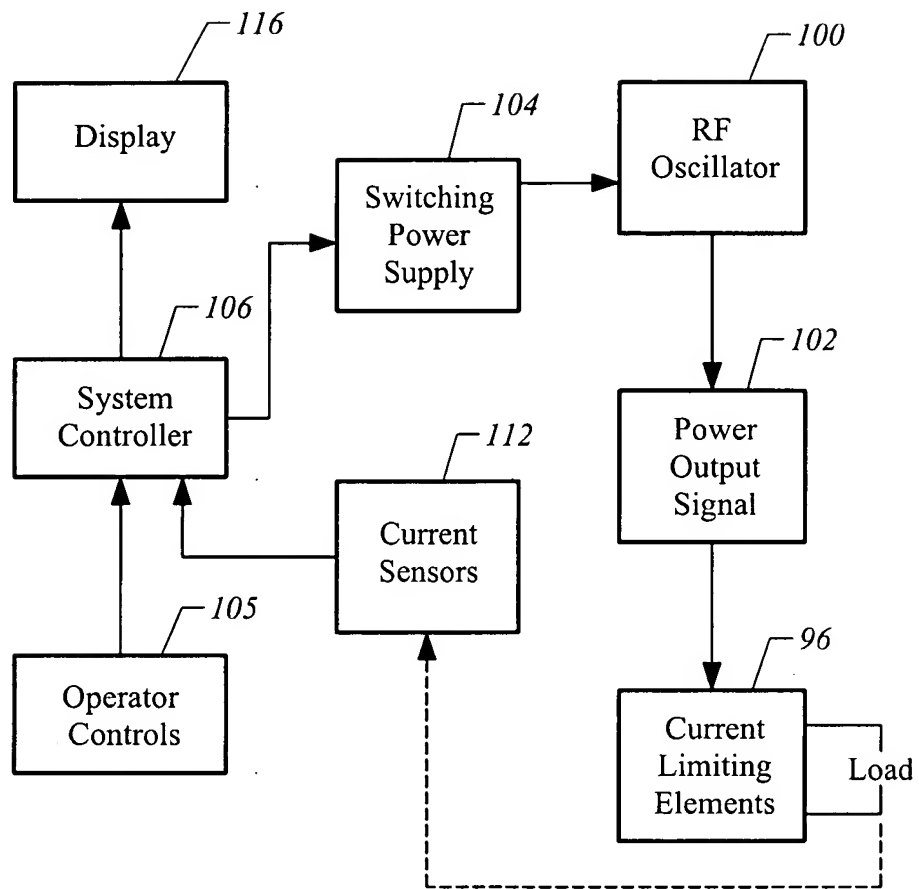 116
Display
104
Switching
Power
Supply
100
RF
Oscillator
106
System
Controller
102
Power
Output
Signal
112
Current
Sensors
105
Operator
Controls
96
Current
Limiting
Elements
Load